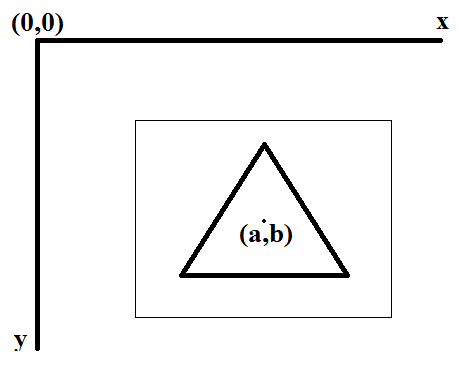 (0,0)
x
(a,b)
y